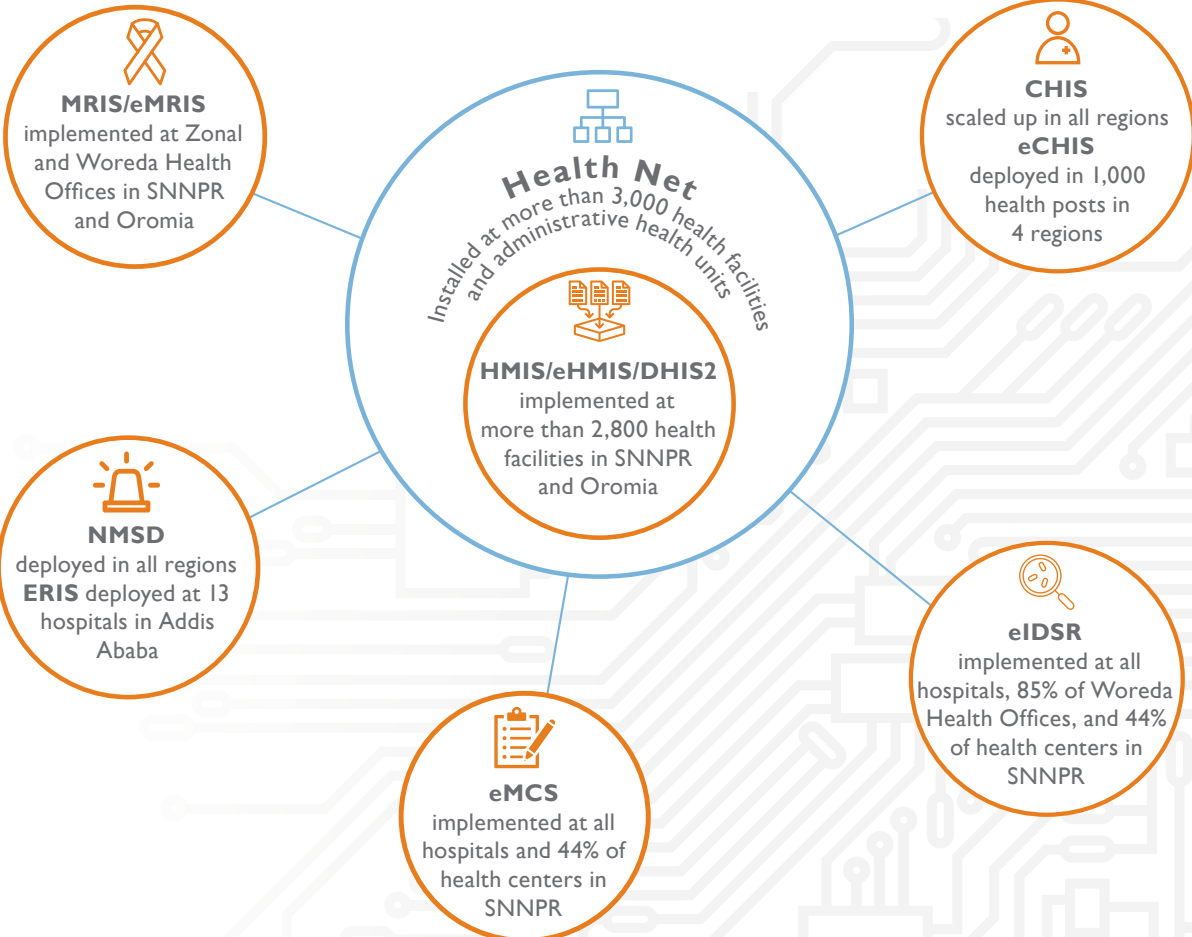 MRIS/eMRIS
implemented at Zonal
and Woreda Health
Offices in SNNPR
and Oromia
Health Net
Installed at more than 3,000 health facilities
and administrative health units
HMIS/eHMIS/DHIS2
implemented at
more than 2,800 health
facilities in SNNPR
and Oromia
CHIS
scaled up in all regions
eCHIS
deployed in 1,000
health posts in
4 regions
NMSD
deployed in all regions
ERIS deployed at 13
hospitals in Addis
Ababa
eMCS
implemented at all
hospitals and 44% of
health centers in
SNNPR
eIDSR
implemented at all
hospitals, 85% of Woreda
Health Offices, and 44%
of health centers in
SNNPR